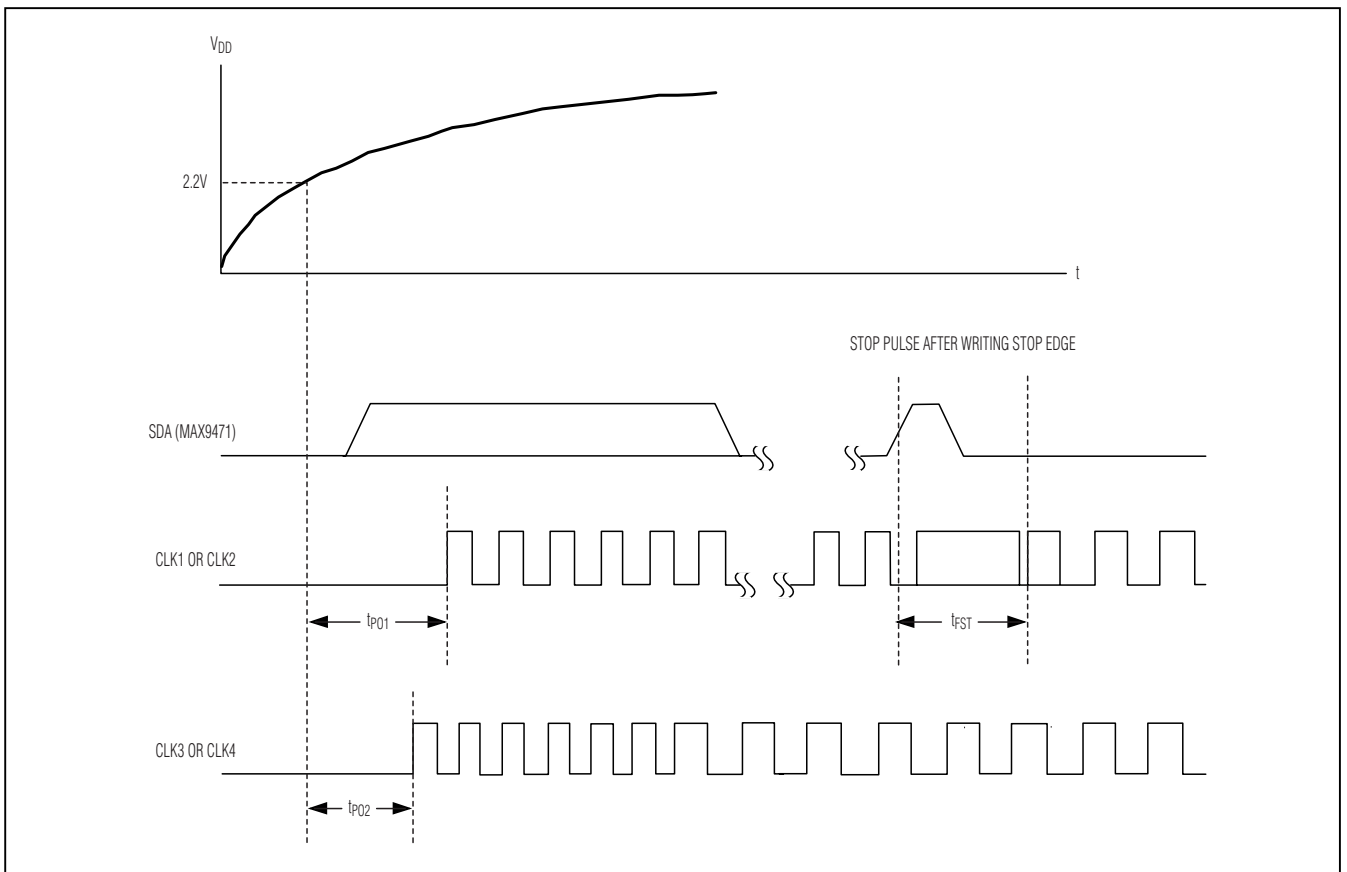 VDD
2.2V
t
STOP PULSE AFTER WRITING STOP EDGE
SDA (MAX9471)
CLK1 OR CLK2
tPO1
tFST
CLK3 OR CLK4
tPO2